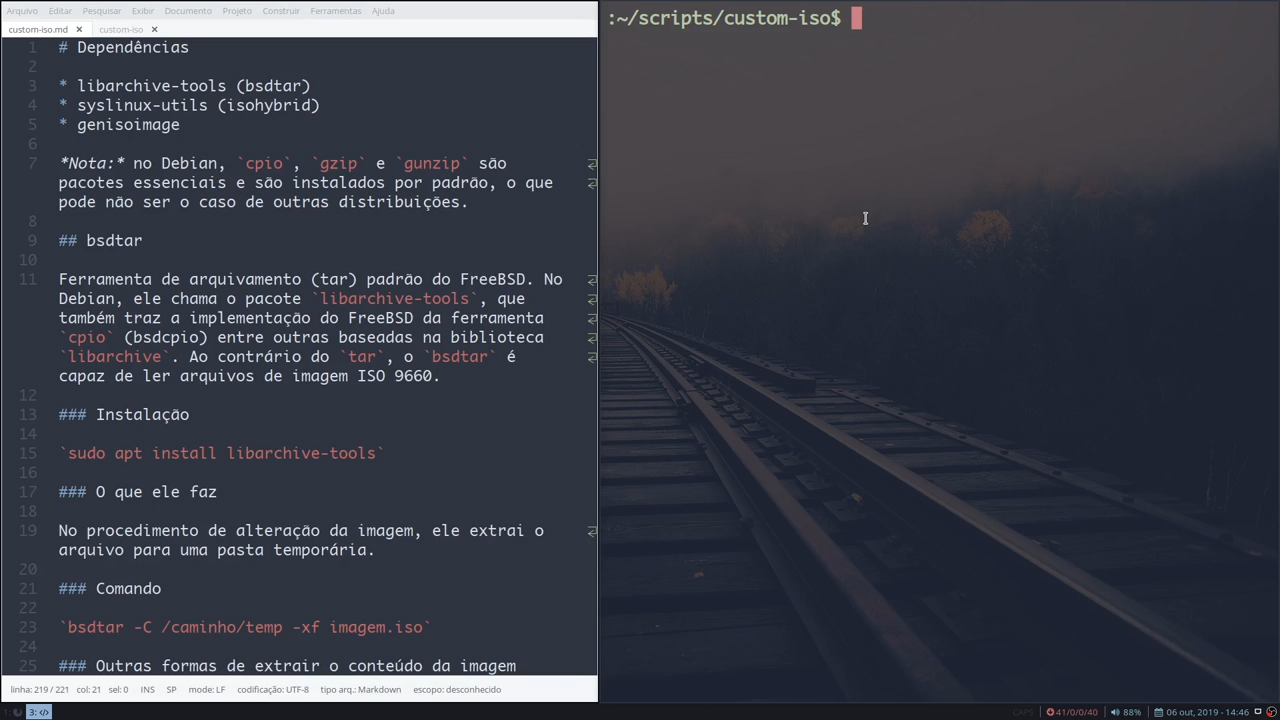 Arquivo Editar Pesquisar Exibir Documento Projeto Construir Ferramentas Ajuda
custom-iso.md custom-iso
1 # Dependências
2
3 * libarchive-tools (bsdtar)
4 * syslinux-utils (isohybrid)
5 * genisoimage
6
7 *Nota:* no Debian, `cpio`, `gzip` e `gunzip` são
pacotes essenciais e são instalados por padrão, o que
pode não ser o caso de outras distribuições.
8
9 ## bsdtar
10
11 Ferramenta de arquivamento (tar) padrão do FreeBSD. No
Debian, ele chama o pacote `libarchive-tools`, que
também traz a implementação do FreeBSD da ferramenta
`cpio` (bsdcpio) entre outras baseadas na biblioteca
`libarchive`. Ao contrário do `tar`, o `bsdtar` é
capaz de ler arquivos de imagem ISO 9660.
12
13 ### Instalação
14
15 `sudo apt install libarchive-tools`
16
17 ### O que ele faz
18
19 No procedimento de alteração da imagem, ele extrai o
arquivo para uma pasta temporária.
20
21 ### Comando
22
23 `bsdtar -C /caminho/temp -xf imagem.iso`
24
25 ### Outras formas de extrair o conteúdo da imagem
linha: 219 / 221 col: 21 sel: 0 INS SP mode: LF codificação: UTF-8 tipo arq.: Markdown escopo: desconhecido
:~/scripts/custom-iso$
1: 3: CAPS 41/0/0/40 88% 06 out, 2019 - 14:46